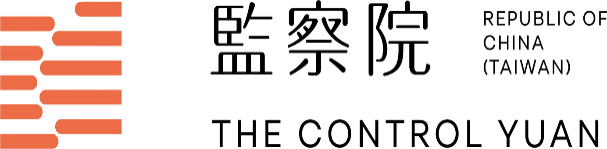 監察院
REPUBLIC OF
CHINA
(TAIWAN)
THE CONTROL YUAN